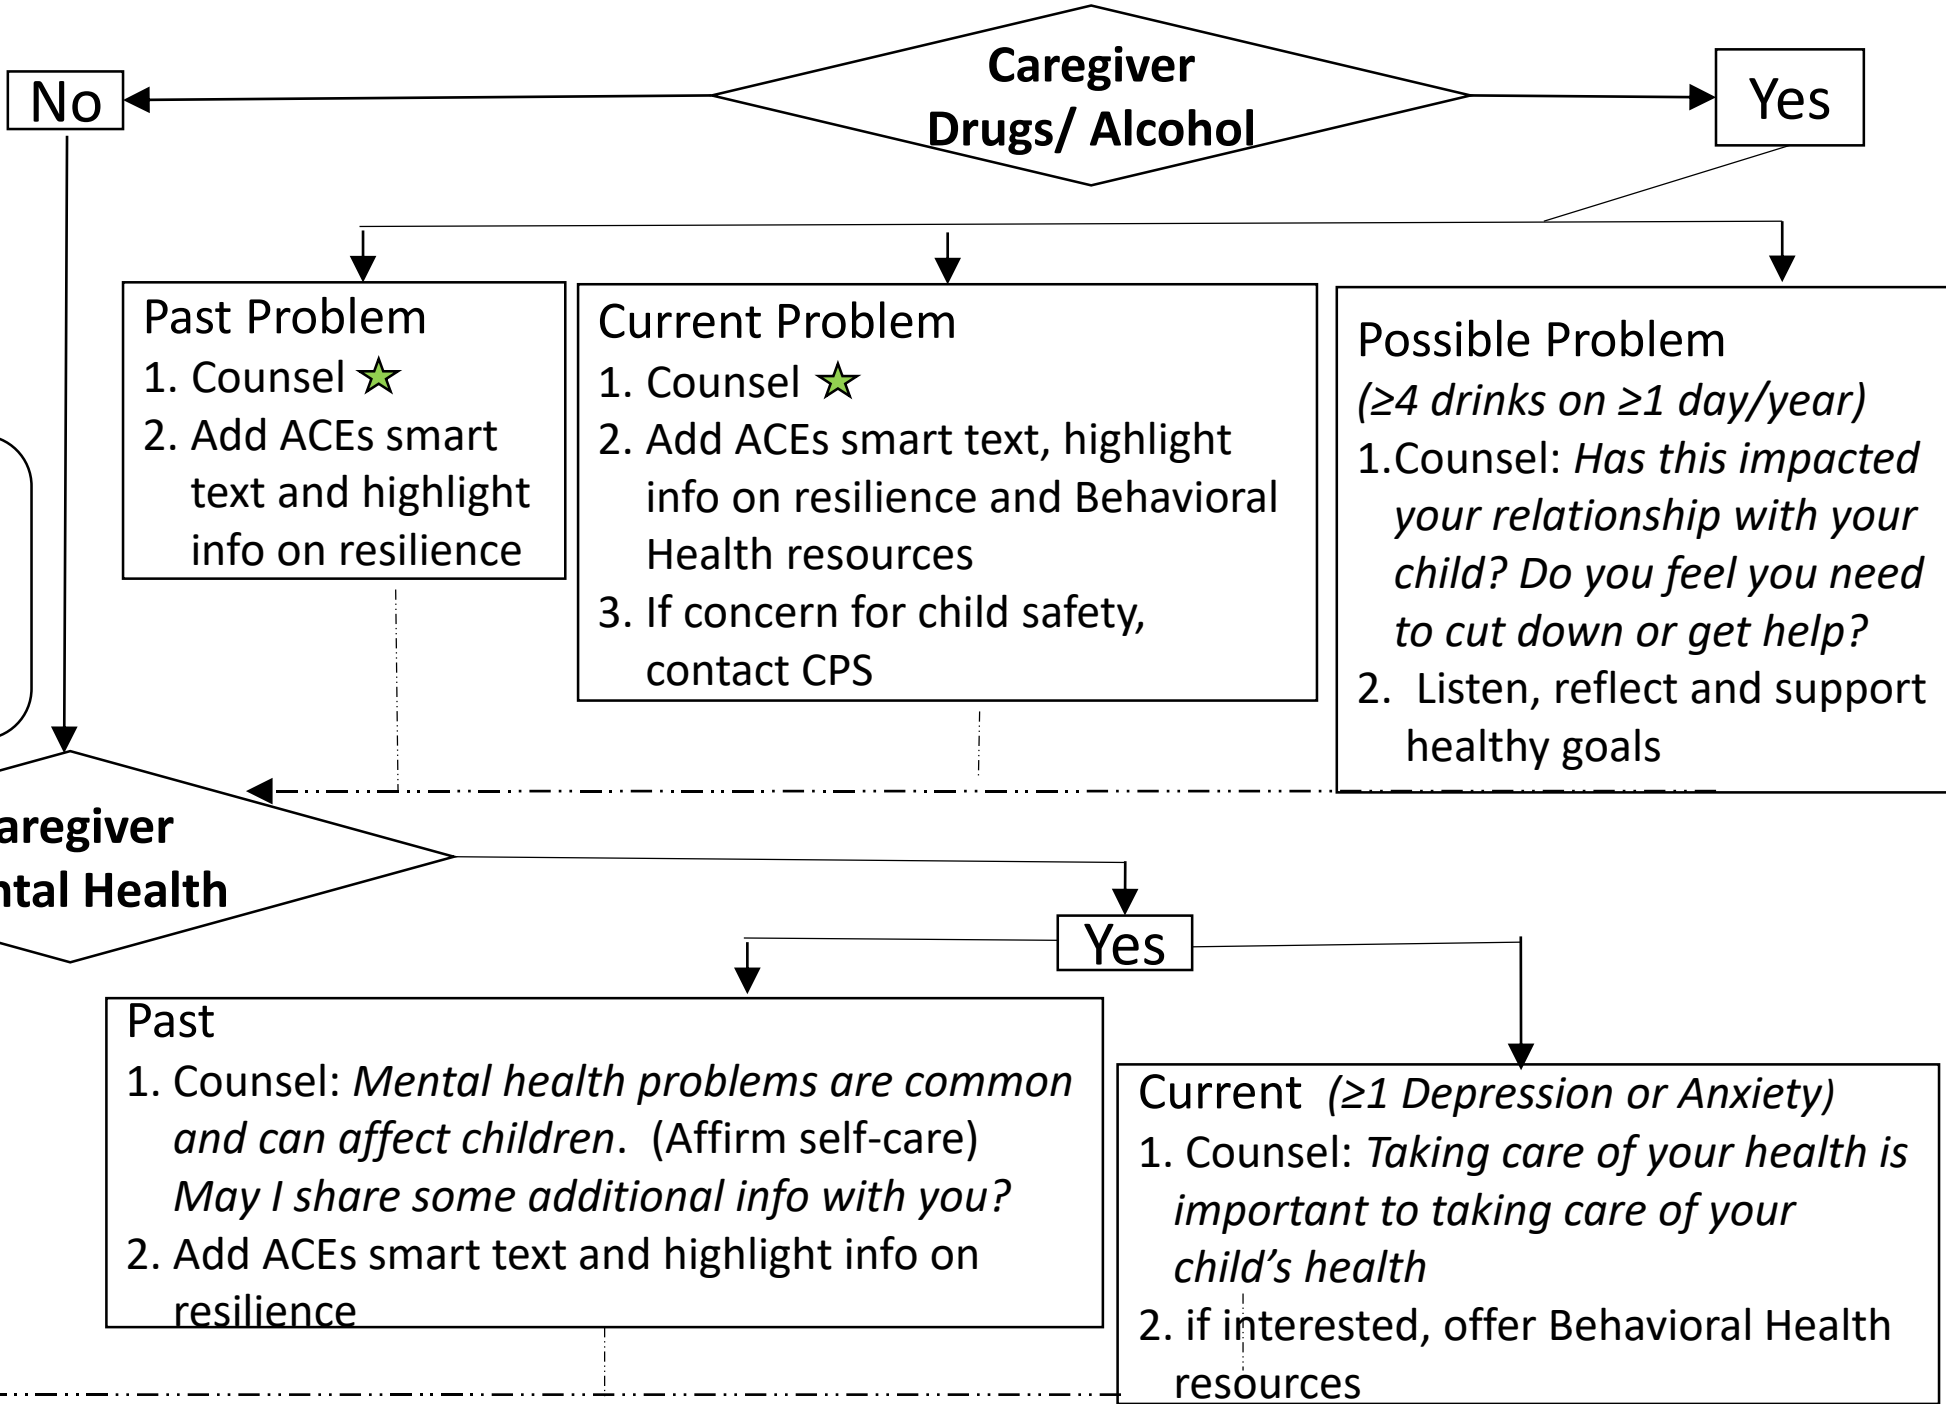 Caregiver
Drugs/ Alcohol
No
Yes
Past Problem
1. Counsel
2. Add ACEs smart
text and highlight
info on resilience
Current Problem
1. Counsel
2. Add ACEs smart text, highlight
info on resilience and Behavioral
Health resources
3. If concern for child safety,
contact CPS
Possible Problem
(≥4 drinks on ≥1 day/year)
1.Counsel: Has this impacted
your relationship with your
child? Do you feel you need
to cut down or get help?
2. Listen, reflect and support
healthy goals
aregiver
ntal Health
Yes
Past
1. Counsel: Mental health problems are common
and can affect children. (Affirm self-care)
May I share some additional info with you?
2. Add ACEs smart text and highlight info on
resilience
Current (≥1 Depression or Anxiety)
1. Counsel: Taking care of your health is
important to taking care of your
child’s health
2. if interested, offer Behavioral Health
resources